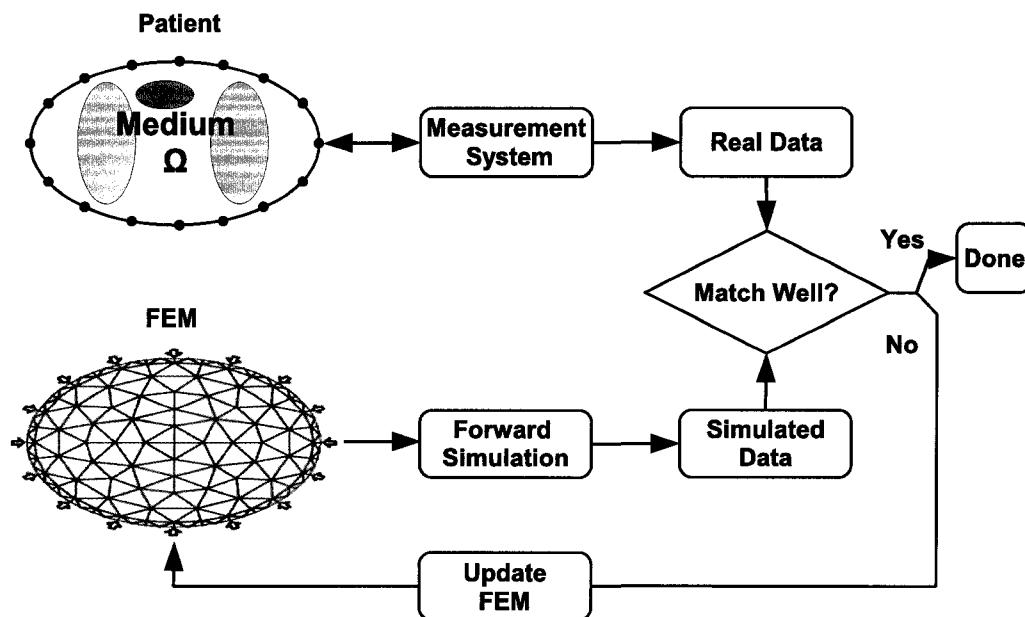 Patient
Medium
Ω
Measurement
System
Real Data
Match Well?
Yes
Done
No
FEM
Forward
Simulation
Simulated
Data
Update
FEM